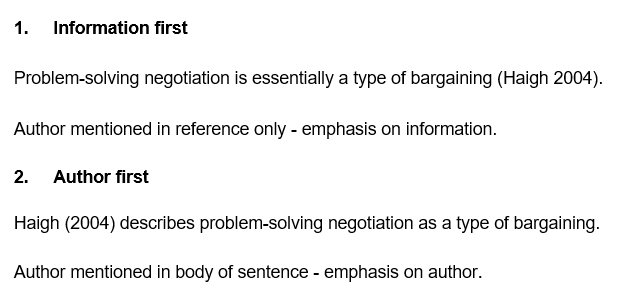 1. Information first
Problem-solving negotiation is essentially a type of bargaining (Haigh 2004).
Author mentioned in reference only - emphasis on information.
2. Author first
Haigh (2004) describes problem-solving negotiation as a type of bargaining.
Author mentioned in body of sentence - emphasis on author.